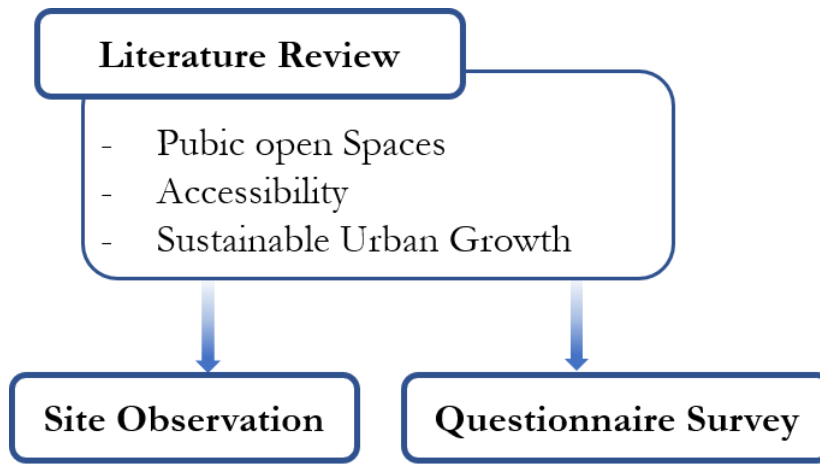 Literature Review
- Pubic open Spaces
- Accessibility
- Sustainable Urban Growth
Site Observation
Questionnaire Survey